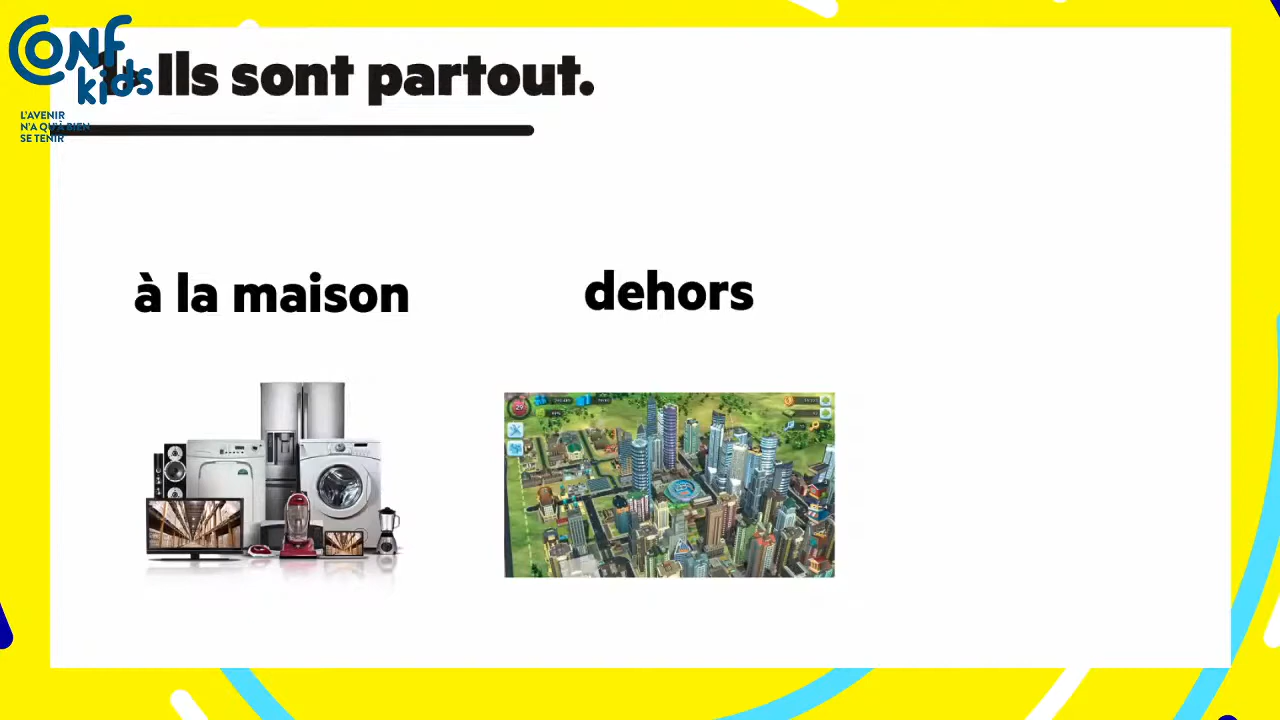 CONF
kids
L'AVENIR
N'A QU'À BIEN
SE TENIR
Ils sont partout.
à la maison
dehors